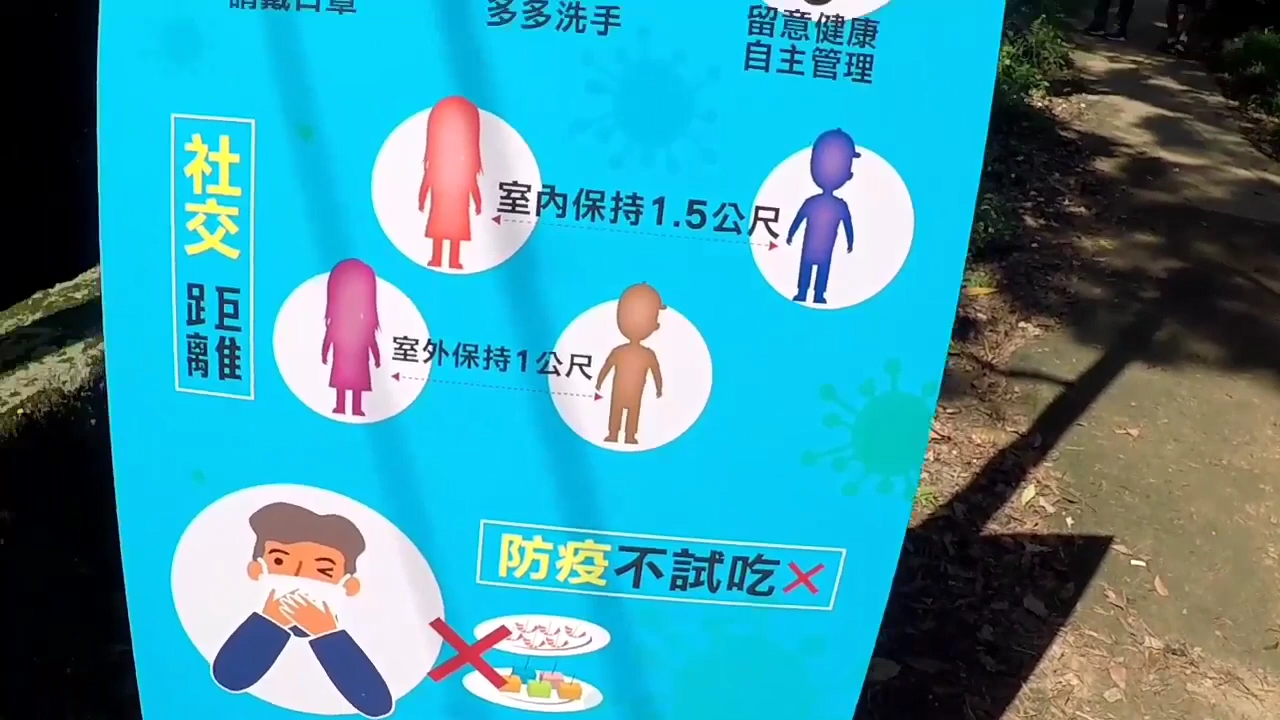 請戴口罩
多多洗手
留意健康
自主管理
社交
距離
室內保持1.5公尺
室外保持1公尺
防疫不試吃